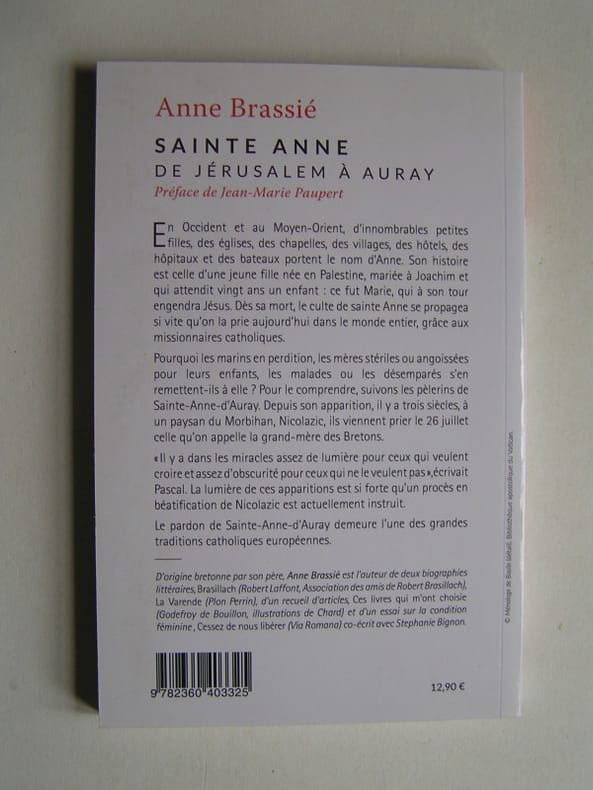 Anne Brassié
SAINTE ANNE
DE JÉRUSALEM À AURAY
Préface de Jean-Marie Paupert
En Occident et au Moyen-Orient, d'innombrables petites
filles, des églises, des chapelles, des villages, des hôtels, des
hôpitaux et des bateaux portent le nom d'Anne. Son histoire
est celle d'une jeune fille née en Palestine, mariée à Joachim et
qui attendit vingt ans un enfant : ce fut Marie, qui à son tour
engendra Jésus. Dès sa mort, le culte de sainte Anne se propagea
si vite qu'on la prie aujourd'hui dans le monde entier, grâce aux
missionnaires catholiques.
Pourquoi les marins en perdition, les mères stériles ou angoissées
pour leurs enfants, les malades ou les désemparés s'en
remettent-ils à elle ? Pour le comprendre, suivons les pèlerins de
Sainte-Anne-d'Auray. Depuis son apparition, il y a trois siècles, à
un paysan du Morbihan, Nicolazic, ils viennent prier le 26 juillet
celle qu'on appelle la grand-mère des Bretons.
« Il y a dans les miracles assez de lumière pour ceux qui veulent
croire et assez d'obscurité pour ceux qui ne le veulent pas », écrivait
Pascal. La lumière de ces apparitions est si forte qu'un procès en
béatification de Nicolazic est actuellement instruit.
Le pardon de Sainte-Anne-d'Auray demeure l'une des grandes
traditions catholiques européennes.
D'origine bretonne par son père, Anne Brassié est l'auteur de deux biographies
littéraires, Brasillach (Robert Laffont, Association des amis de Robert Brasillach),
La Varende (Plon Perrin), d'un recueil d'articles, Ces livres qui m'ont choisie
(Godefroy de Bouillon, illustrations de Chard) et d'un essai sur la condition
féminine, Cessez de nous libérer (Via Romana) co-écrit avec Stephanie Bignon.
9 782360 403325
12,90 €
© Ménologe de Basile (détail), Bibliothèque apostolique du Vatican.